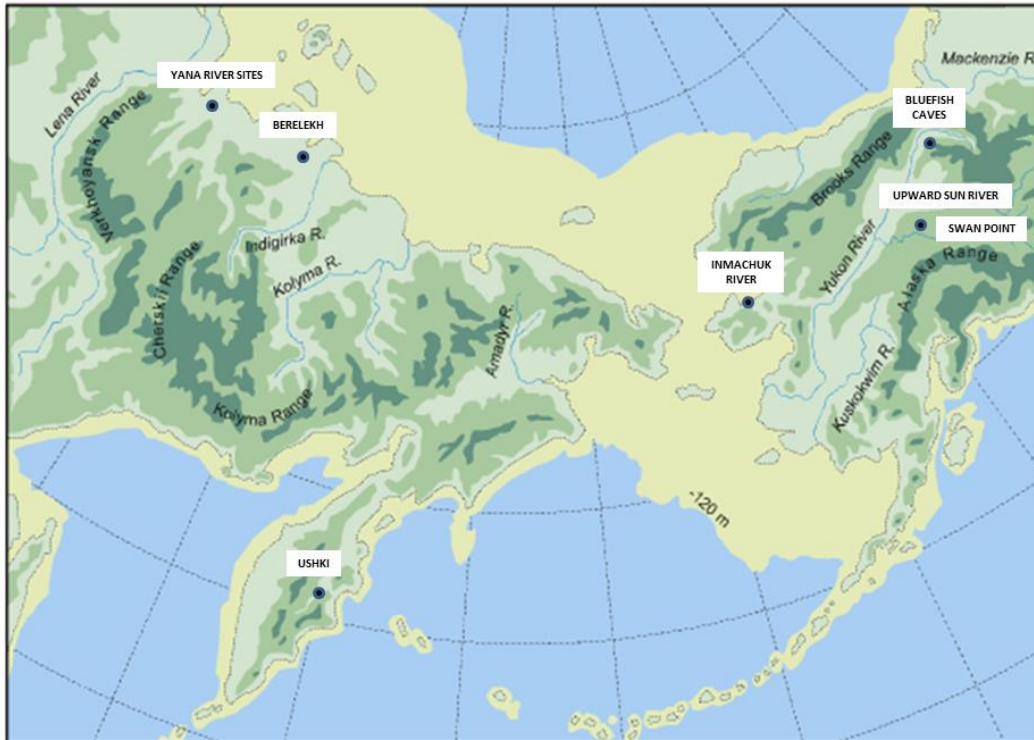 Mackenzie R
YANA RIVER SITES
Lena River
BLUEFISH
CAVES
BERELEKH
Verkhoyansk Range
Brooks Range
UPWARD SUN RIVER
SWAN POINT
Indigirka R.
Kolyma R.
INMACHUK
RIVER
Yukon River
Alaska Range
Cherskii Range
Amadyr R.
Kuskokwim R.
Kolyma Range
-120 m
USHKI